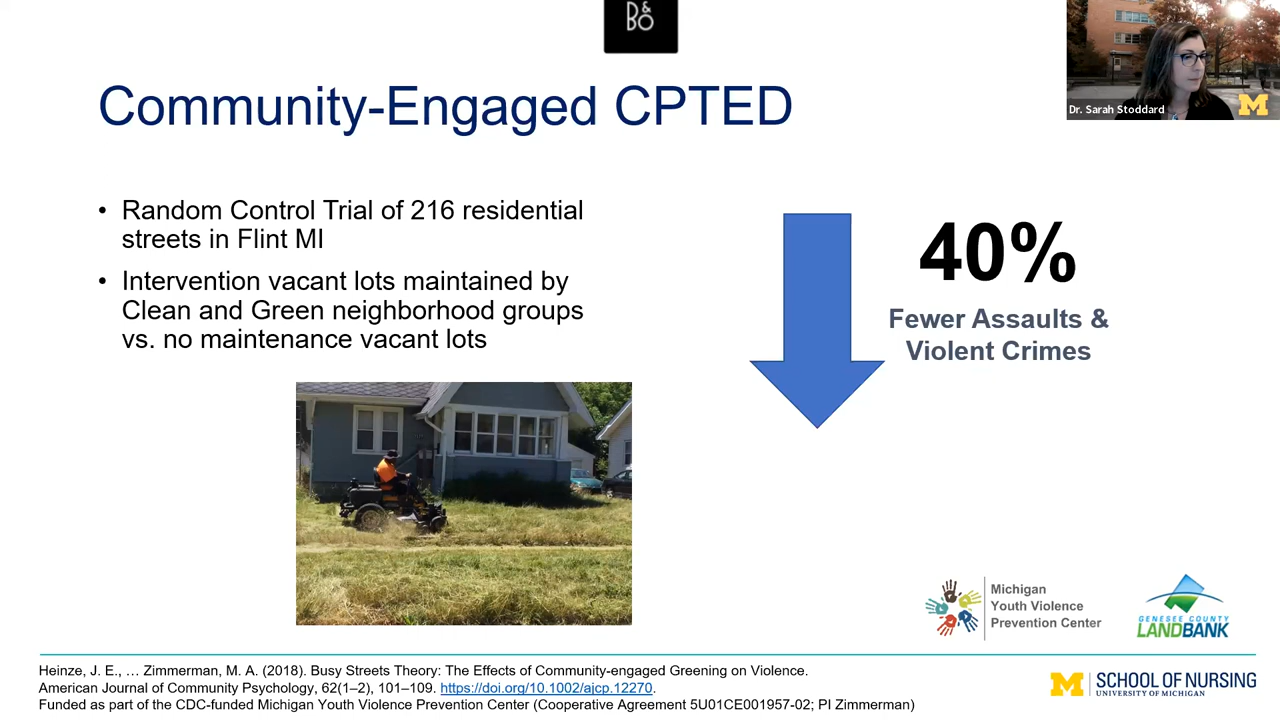 D&
BO
Dr. Sarah Stoddard
M
Community-Engaged CPTED
• Random Control Trial of 216 residential
streets in Flint MI
• Intervention vacant lots maintained by
Clean and Green neighborhood groups
vs. no maintenance vacant lots
40%
Fewer Assaults &
Violent Crimes
Michigan
Youth Violence
Prevention Center
GENESEE COUNTY
LANDBANK
Heinze, J. E., … Zimmerman, M. A. (2018). Busy Streets Theory: The Effects of Community-engaged Greening on Violence.
American Journal of Community Psychology, 62(1–2), 101–109. https://doi.org/10.1002/ajcp.12270.
Funded as part of the CDC-funded Michigan Youth Violence Prevention Center (Cooperative Agreement 5U01CE001957-02; PI Zimmerman)
M SCHOOL OF NURSING
UNIVERSITY OF MICHIGAN